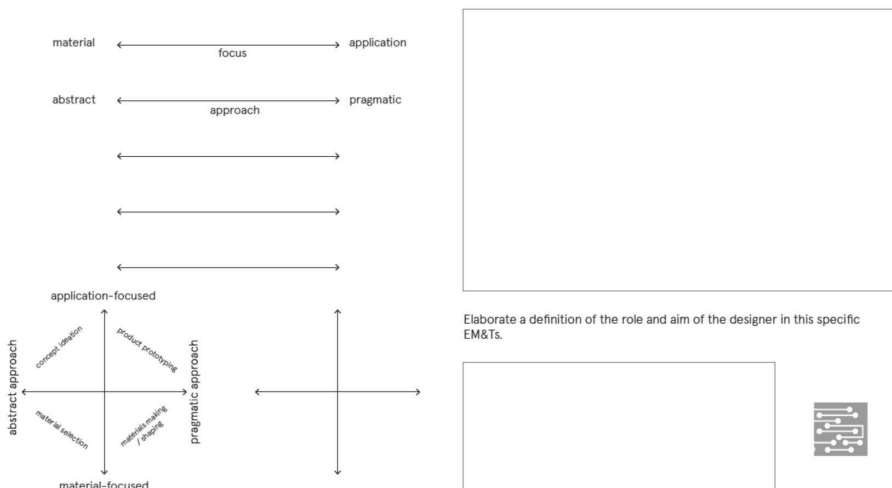 material
application
focus
abstract
pragmatic
approach
application-focused
concept ideation
product prototyping
abstract approach
pragmatic approach
material selection
materials making
/ shaping
material-focused
Elaborate a definition of the role and aim of the designer in this specific
EM&Ts.